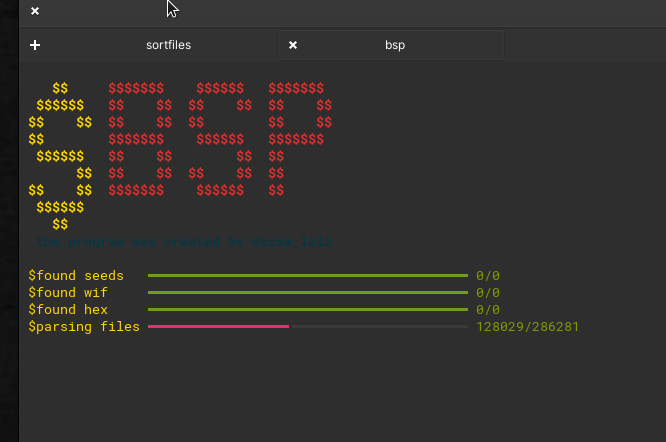 sortfiles bsp
$BSP
the program was created by
$found seeds 0/0
$found wif 0/0
$found hex 0/0
$parsing files 128029/286281